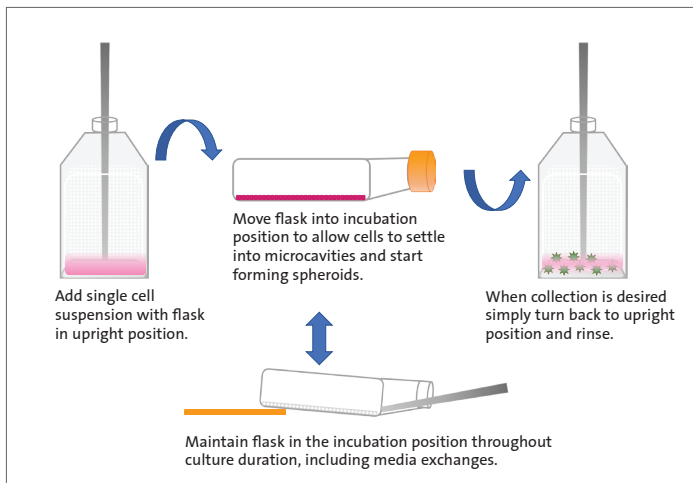 Add single cell
suspension with flask
in upright position.
Move flask into incubation
position to allow cells to settle
into microcavities and start
forming spheroids.
When collection is desired
simply turn back to upright
position and rinse.
Maintain flask in the incubation position throughout
culture duration, including media exchanges.